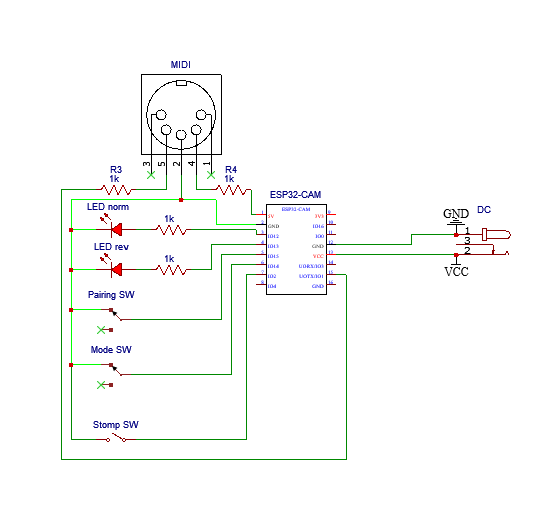 MIDI
3 5 2 4 1
R3
1k
R4
1k
ESP32-CAM
ESP32-CAM
LED norm
1k
LED rev
1k
Pairing SW
Mode SW
Stomp SW
1 5V
2 GND
3 IO12
4 IO13
5 IO15
6 IO14
7 IO2
8 IO4
3V3 9
IO16 10
IO0 11
GND 12
VCC 13
U0RX/IO3 14
U0TX/IO1 15
GND 16
GND
DC
1
3
2
VCC